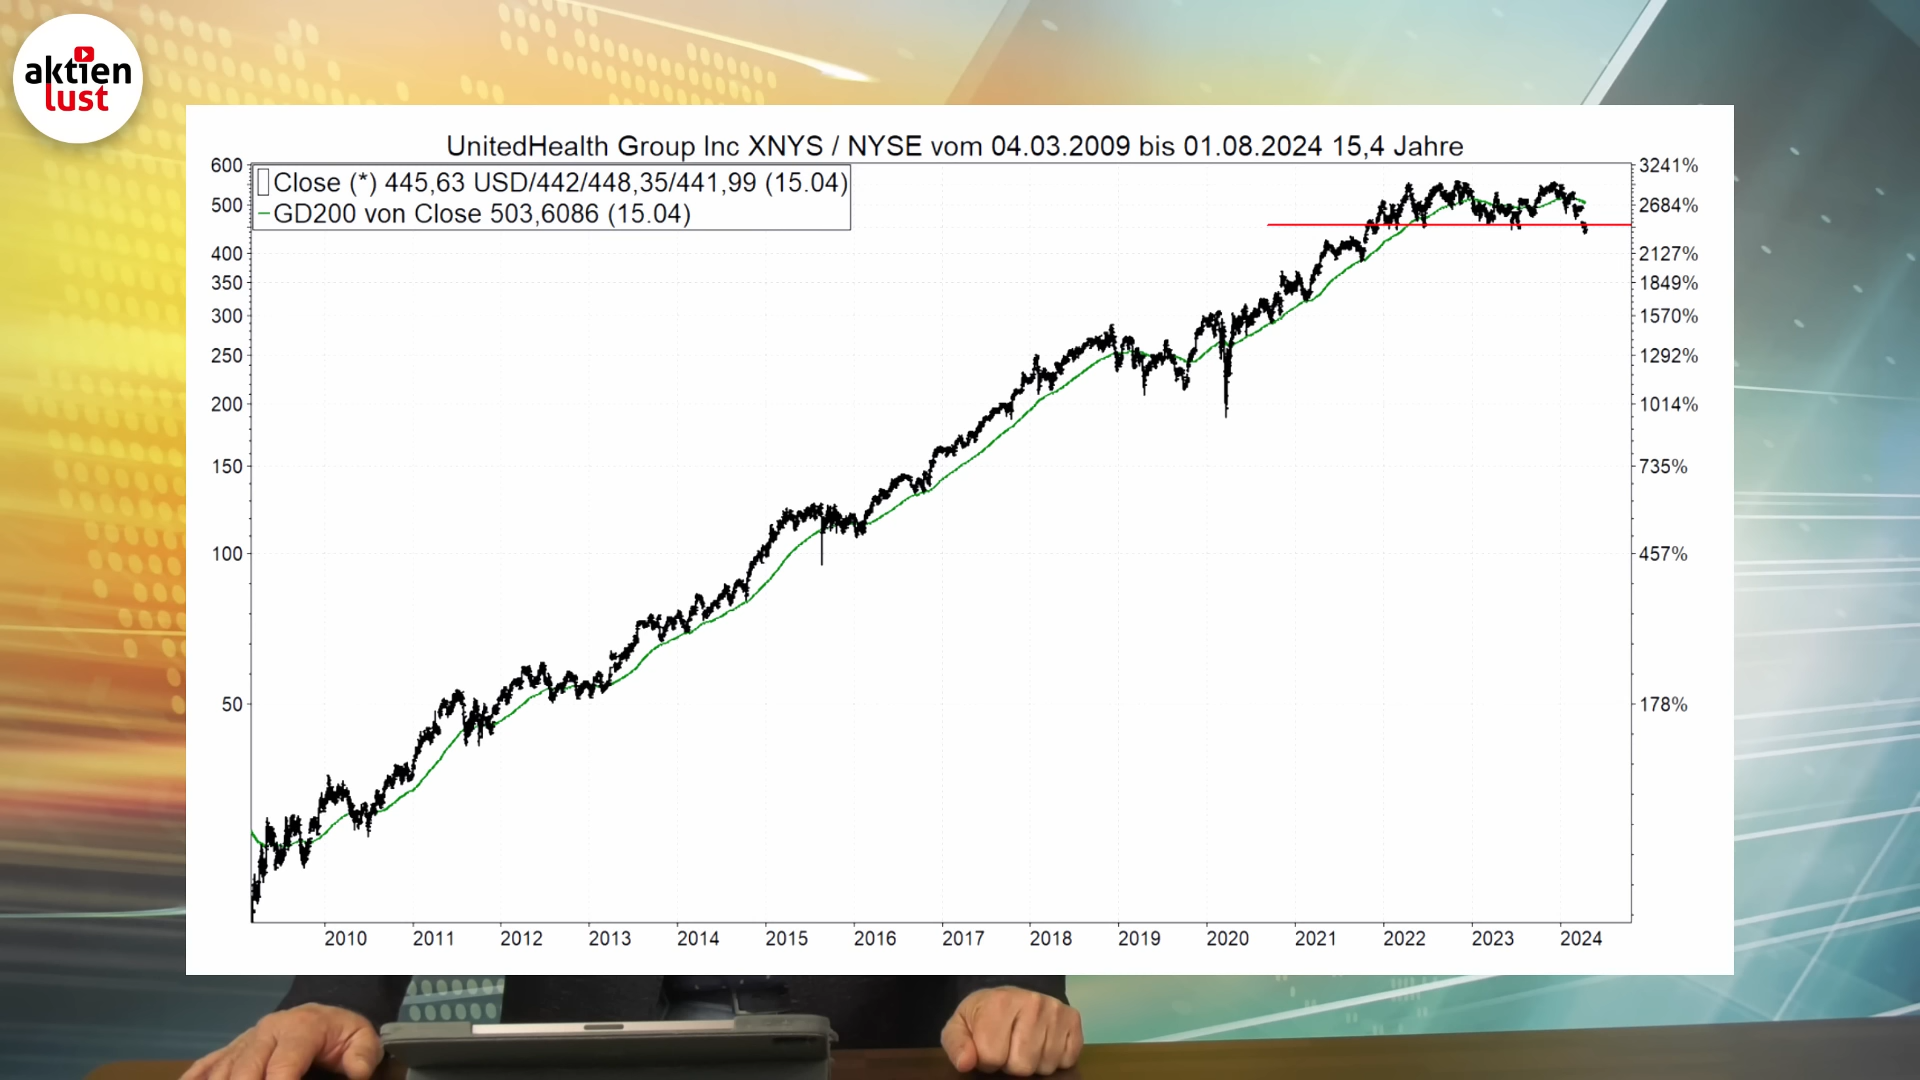 aktien
lust
UnitedHealth Group Inc XNYS / NYSE vom 04.03.2009 bis 01.08.2024 15,4 Jahre
Close (*) 445,63 USD/442/448,35/441,99 (15.04)
GD200 von Close 503,6086 (15.04)
600 3241%
500 2684%
400 2127%
350 1849%
300 1570%
250 1292%
200 1014%
150 735%
100 457%
50 178%
2010 2011 2012 2013 2014 2015 2016 2017 2018 2019 2020 2021 2022 2023 2024